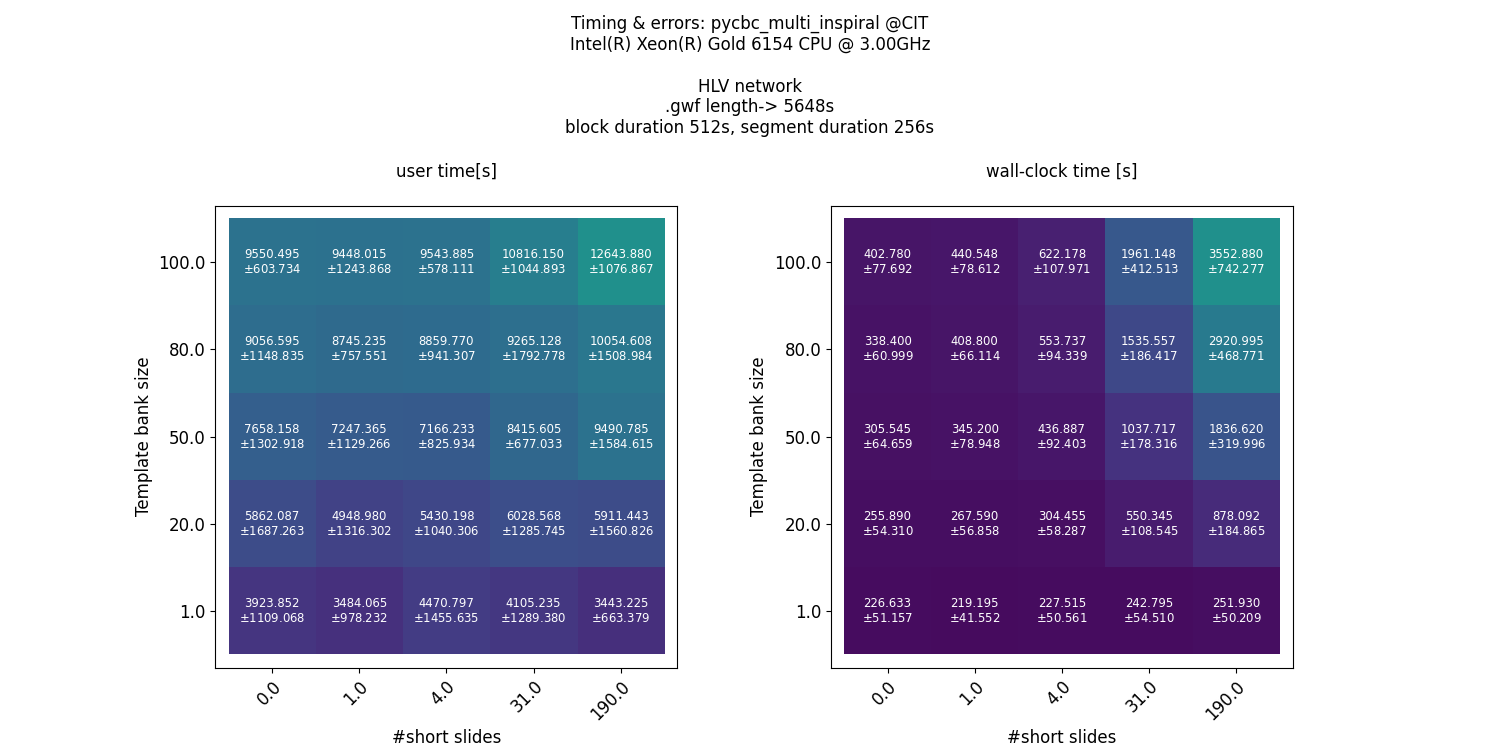 Timing & errors: pycbc_multi_inspiral @CIT
Intel(R) Xeon(R) Gold 6154 CPU @ 3.00GHz
HLV network
.gwf length-> 5648s
block duration 512s, segment duration 256s
user time[s]
Template bank size
100.0
9550.495 9448.015 9543.885 10816.150 12643.880
±603.734 ±1243.868 ±578.111 ±1044.893 ±1076.867
80.0
9056.595 8745.235 8859.770 9265.128 10054.608
±1148.835 ±757.551 ±941.307 ±1792.778 ±1508.984
50.0
7658.158 7247.365 7166.233 8415.605 9490.785
±1302.918 ±1129.266 ±825.934 ±677.033 ±1584.615
20.0
5862.087 4948.980 5430.198 6028.568 5911.443
±1687.263 ±1316.302 ±1040.306 ±1285.745 ±1560.826
1.0
3923.852 3484.065 4470.797 4105.235 3443.225
±1109.068 ±978.232 ±1455.635 ±1289.380 ±663.379
0.0 1.0 4.0 31.0 190.0
#short slides
wall-clock time [s]
Template bank size
100.0
402.780 440.548 622.178 1961.148 3552.880
±77.692 ±78.612 ±107.971 ±412.513 ±742.277
80.0
338.400 408.800 553.737 1535.557 2920.995
±60.999 ±66.114 ±94.339 ±186.417 ±468.771
50.0
305.545 345.200 436.887 1037.717 1836.620
±64.659 ±78.948 ±92.403 ±178.316 ±319.996
20.0
255.890 267.590 304.455 550.345 878.092
±54.310 ±56.858 ±58.287 ±108.545 ±184.865
1.0
226.633 219.195 227.515 242.795 251.930
±51.157 ±41.552 ±50.561 ±54.510 ±50.209
0.0 1.0 4.0 31.0 190.0
#short slides